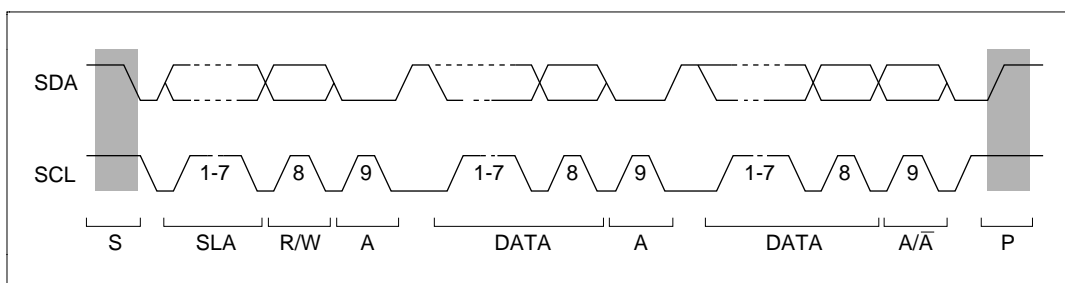 SDA
SCL 1-7 8 9 1-7 8 9 1-7 8 9
S SLA R/W A DATA A DATA A/A̅ P